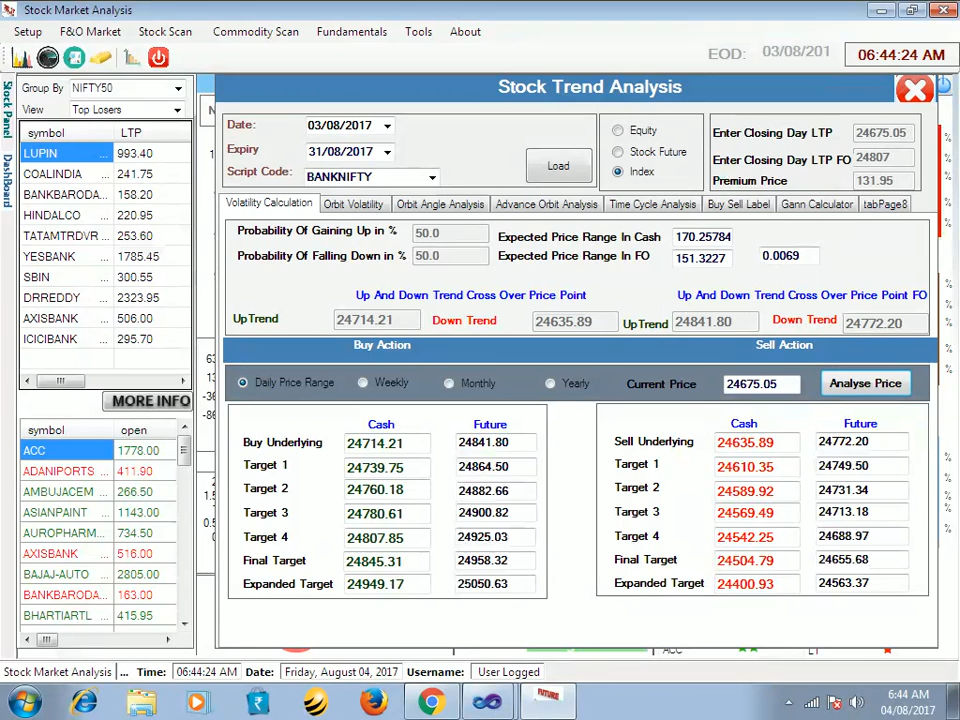 Stock Market Analysis
Setup F&O Market Stock Scan Commodity Scan Fundamentals Tools About
EOD: 03/08/201 06:44:24 AM
Stock Panel
DashBoard
Group By NIFTY50
View Top Losers
symbol LTP
LUPIN ... 993.40
COALINDIA ... 241.75
BANKBARODA... 158.20
HINDALCO ... 220.95
TATAMTRDVR ... 253.60
YESBANK ... 1785.45
SBIN ... 300.55
DRREDDY ... 2323.95
AXISBANK ... 506.00
ICICIBANK ... 295.70
MORE INFO
symbol open
ACC 1778.00
ADANIPORTS ... 411.90
AMBUJACEM ... 266.50
ASIANPAINT ... 1143.00
AUROPHARM... 734.50
AXISBANK ... 516.00
BAJAJ-AUTO ... 2805.00
BANKBARODA... 163.00
BHARTIARTL ... 415.95
Stock Trend Analysis
Date: 03/08/2017
Expiry 31/08/2017
Script Code: BANKNIFTY
Load
Equity
Stock Future
Index
Enter Closing Day LTP 24675.05
Enter Closing Day LTP FO 24807
Premium Price 131.95
Volatility Calculation Orbit Volatility Orbit Angle Analysis Advance Orbit Analysis Time Cycle Analysis Buy Sell Label Gann Calculator tabPage8
Probability Of Gaining Up in % 50.0 Expected Price Range In Cash 170.25784
Probability Of Falling Down in % 50.0 Expected Price Range In FO 151.3227 0.0069
Up And Down Trend Cross Over Price Point Up And Down Trend Cross Over Price Point FO
UpTrend 24714.21 Down Trend 24635.89 UpTrend 24841.80 Down Trend 24772.20
Buy Action Sell Action
Daily Price Range Weekly Monthly Yearly Current Price 24675.05 Analyse Price
Cash Future Cash Future
Buy Underlying 24714.21 24841.80 Sell Underlying 24635.89 24772.20
Target 1 24739.75 24864.50 Target 1 24610.35 24749.50
Target 2 24760.18 24882.66 Target 2 24589.92 24731.34
Target 3 24780.61 24900.82 Target 3 24569.49 24713.18
Target 4 24807.85 24925.03 Target 4 24542.25 24688.97
Final Target 24845.31 24958.32 Final Target 24504.79 24655.68
Expanded Target 24949.17 25050.63 Expanded Target 24400.93 24563.37
Stock Market Analysis ... Time: 06:44:24 AM Date: Friday, August 04, 2017 Username: User Logged
FUTURE
6:44 AM
04/08/2017